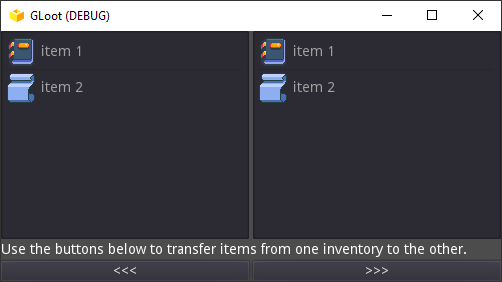 GLoot (DEBUG)
item 1
item 2
item 1
item 2
Use the buttons below to transfer items from one inventory to the other.
<<<
>>>